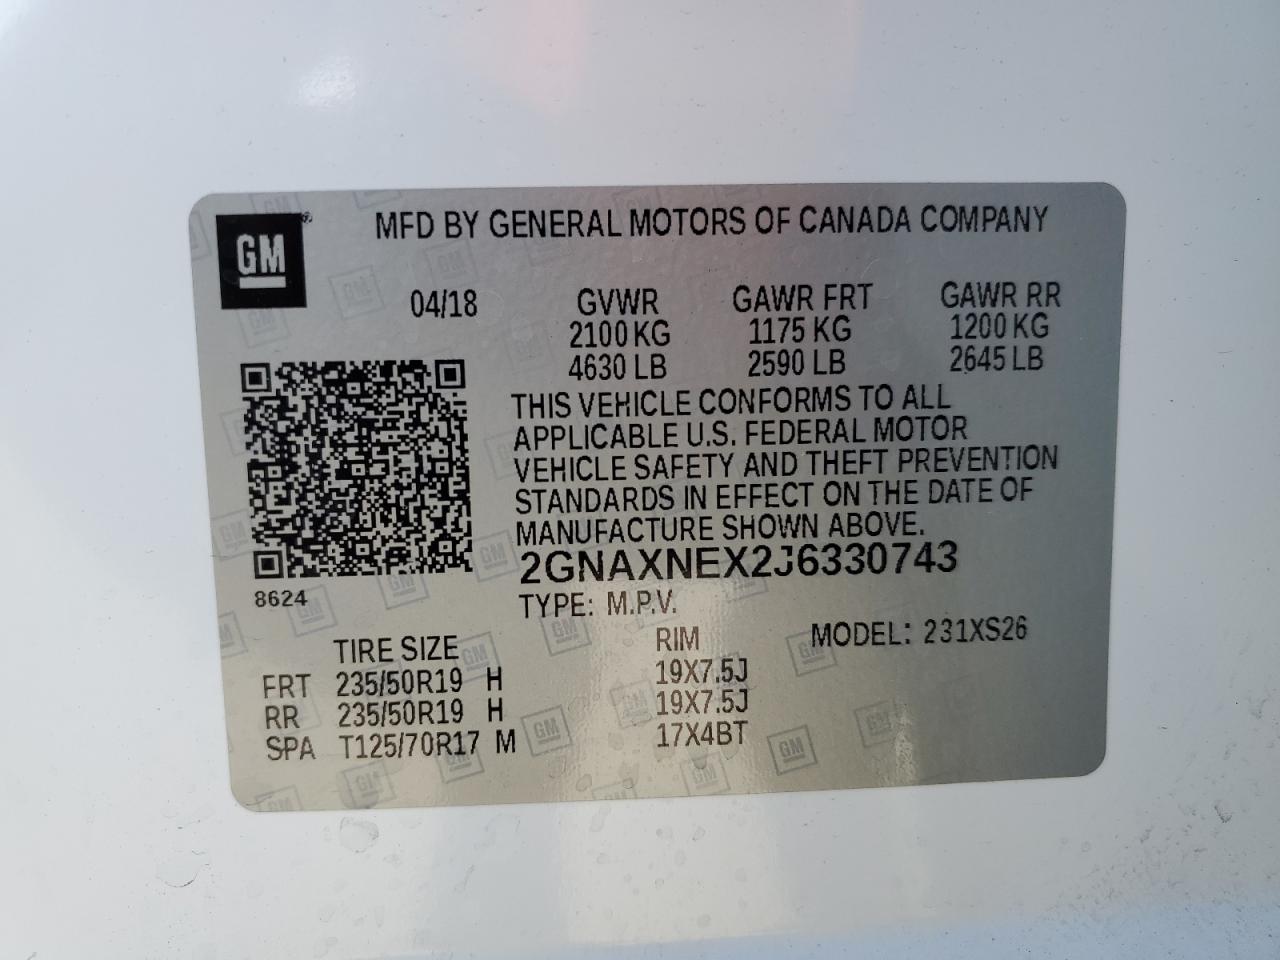 GM®
MFD BY GENERAL MOTORS OF CANADA COMPANY
04/18 GVWR GAWR FRT GAWR RR
2100 KG 1175 KG 1200 KG
4630 LB 2590 LB 2645 LB
THIS VEHICLE CONFORMS TO ALL
APPLICABLE U.S. FEDERAL MOTOR
VEHICLE SAFETY AND THEFT PREVENTION
STANDARDS IN EFFECT ON THE DATE OF
MANUFACTURE SHOWN ABOVE.
2GNAXNEX2J6330743
8624
TYPE: M.P.V.
TIRE SIZE RIM MODEL: 231XS26
FRT 235/50R19 H 19X7.5J
RR 235/50R19 H 19X7.5J
SPA T125/70R17 M 17X4BT